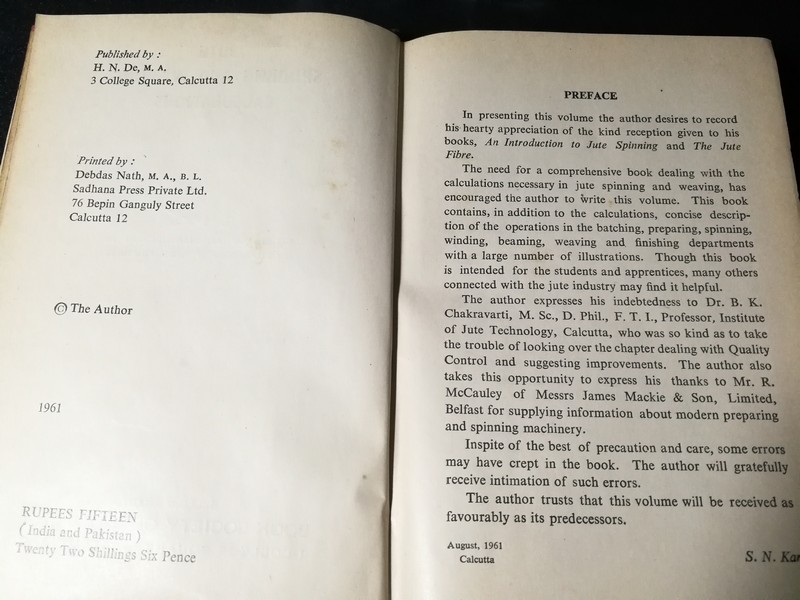 Published by :
H. N. De, M. A.
3 College Square, Calcutta 12
Printed by :
Debdas Nath, M. A., B. L.
Sadhana Press Private Ltd.
76 Bepin Ganguly Street
Calcutta 12
© The Author
1961
RUPEES FIFTEEN
(India and Pakistan)
Twenty Two Shillings Six Pence
PREFACE
In presenting this volume the author desires to record
his hearty appreciation of the kind reception given to his
books, An Introduction to Jute Spinning and The Jute
Fibre.
The need for a comprehensive book dealing with the
calculations necessary in jute spinning and weaving, has
encouraged the author to write this volume. This book
contains, in addition to the calculations, concise descrip-
tion of the operations in the batching, preparing, spinning,
winding, beaming, weaving and finishing departments
with a large number of illustrations. Though this book
is intended for the students and apprentices, many others
connected with the jute industry may find it helpful.
The author expresses his indebtedness to Dr. B. K.
Chakravarti, M. Sc., D. Phil., F. T. I., Professor, Institute
of Jute Technology, Calcutta, who was so kind as to take
the trouble of looking over the chapter dealing with Quality
Control and suggesting improvements. The author also
takes this opportunity to express his thanks to Mr. R.
McCauley of Messrs James Mackie & Son, Limited,
Belfast for supplying information about modern preparing
and spinning machinery.
Inspite of the best of precaution and care, some errors
may have crept in the book. The author will gratefully
receive intimation of such errors.
The author trusts that this volume will be received as
favourably as its predecessors.
August, 1961
Calcutta
S. N. Kar